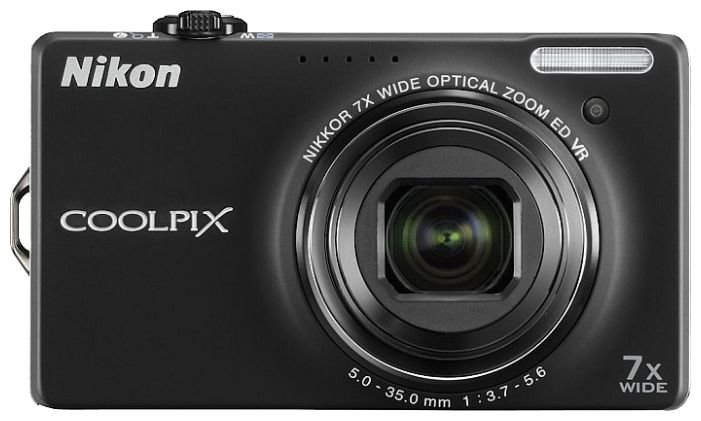 T W
Nikon
NIKKOR 7X WIDE OPTICAL ZOOM ED VR
COOLPIX
7x
WIDE
5.0 - 35.0 mm 1 : 3.7 - 5.6